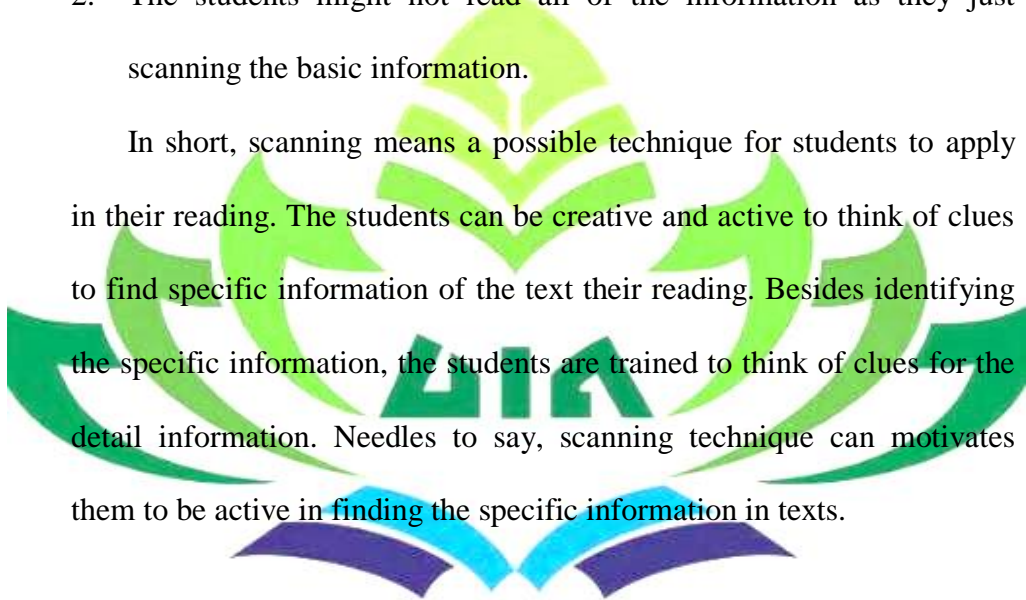 2. The students might not read all of the information as they just
scanning the basic information.
In short, scanning means a possible technique for students to apply
in their reading. The students can be creative and active to think of clues
to find specific information of the text their reading. Besides identifying
the specific information, the students are trained to think of clues for the
detail information. Needles to say, scanning technique can motivates
them to be active in finding the specific information in texts.
UIN